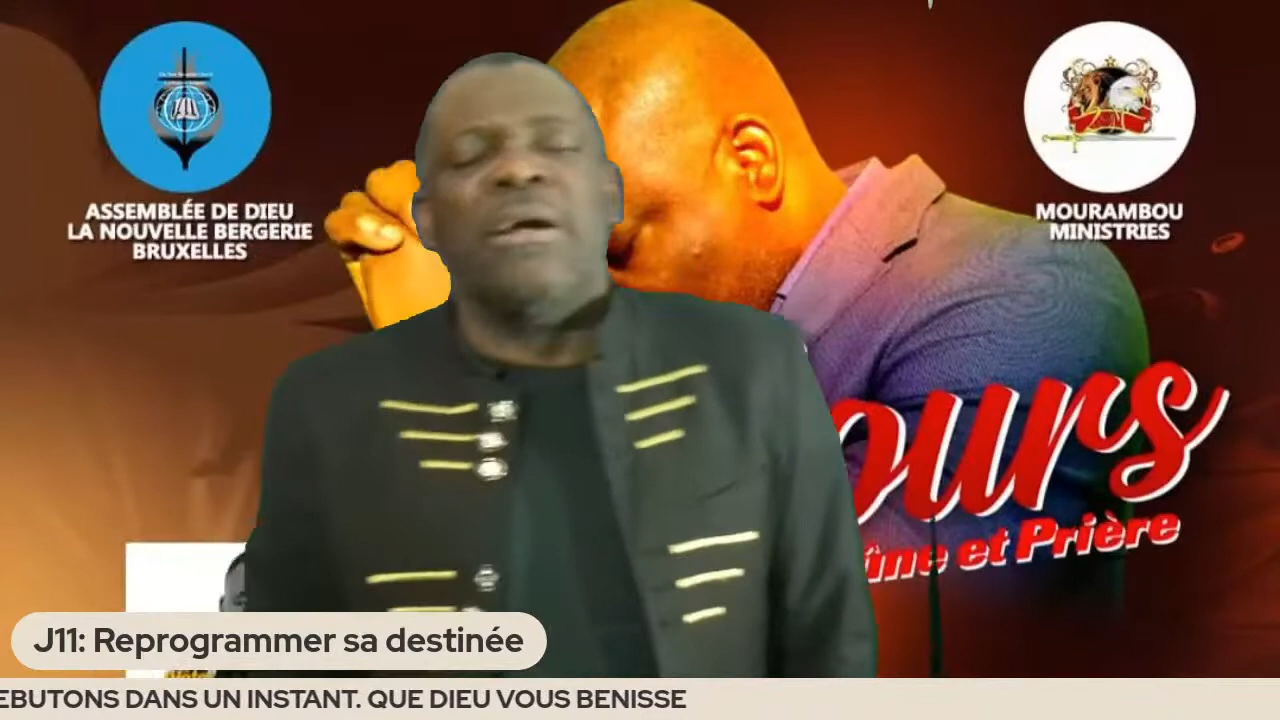 ASSEMBLÉE DE DIEU
LA NOUVELLE BERGERIE
BRUXELLES
MOURAMBOU
MINISTRIES
ours
ûne et Prière
J11: Reprogrammer sa destinée
EBUTONS DANS UN INSTANT. QUE DIEU VOUS BENISSE